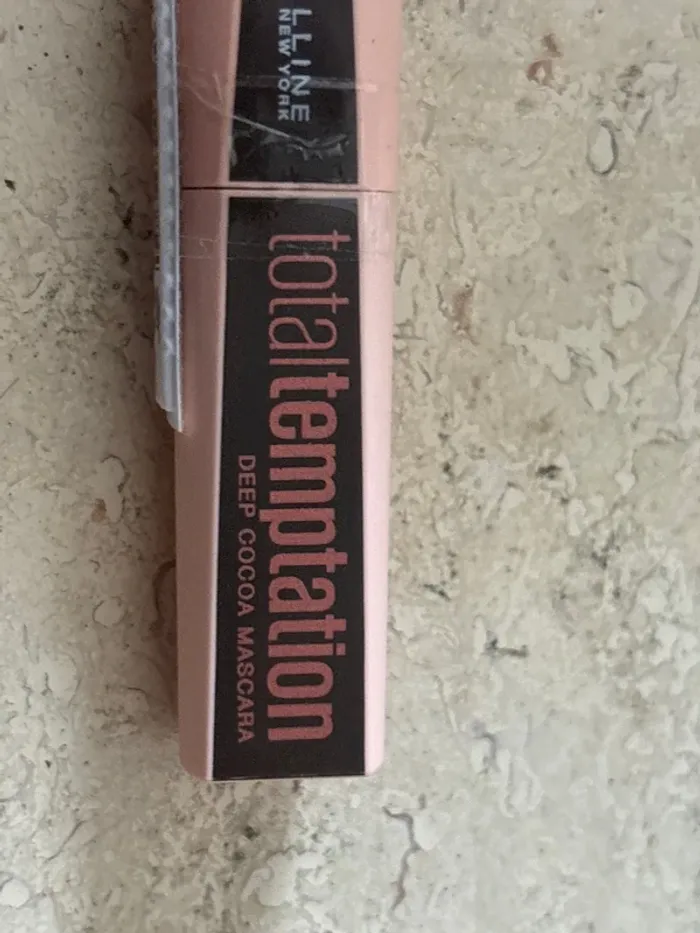 LLINE
NEW YORK
totaltemptation
DEEP COCOA MASCARA